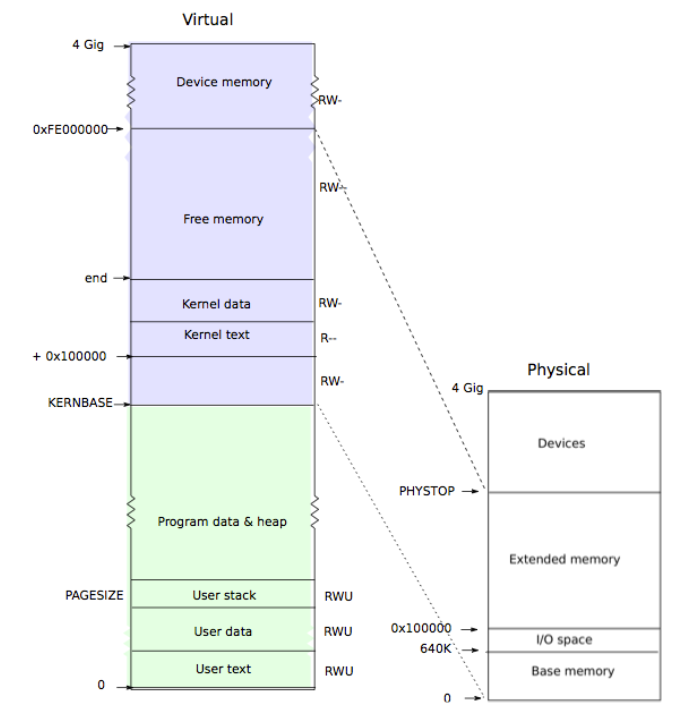 Virtual
4 Gig
Device memory
RW-
0xFE000000
RW-
Free memory
end
Kernel data
RW-
Kernel text
R--
+ 0x100000
RW-
KERNBASE
Program data & heap
PAGESIZE
User stack
RWU
User data
RWU
User text
RWU
0
Physical
4 Gig
Devices
PHYSTOP
Extended memory
0x100000
I/O space
640K
Base memory
0